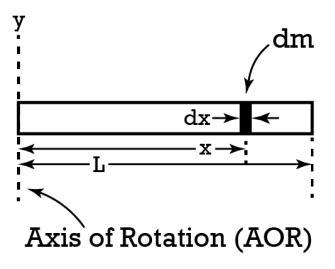 y
dm
dx
x
L
Axis of Rotation (AOR)